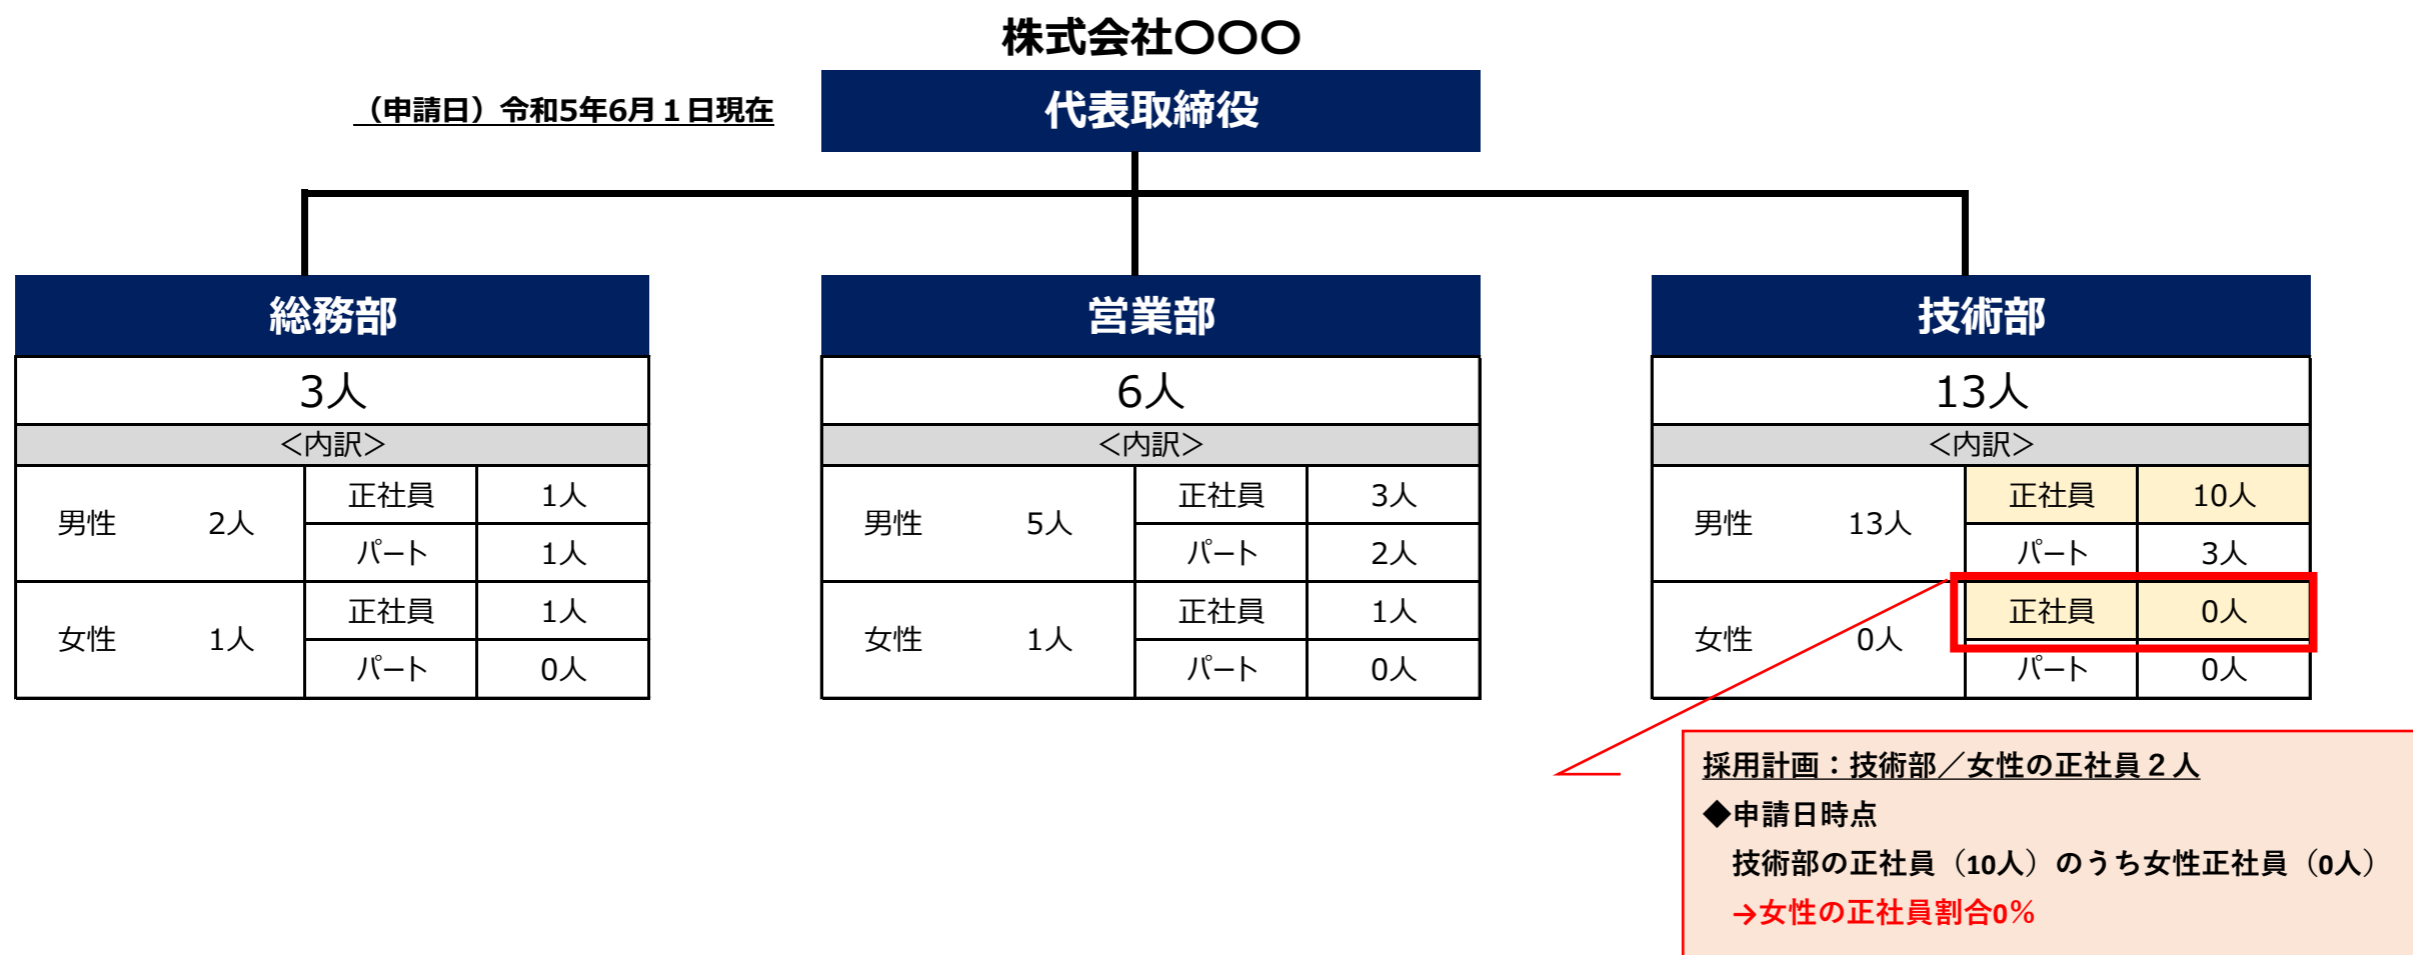 株式会社〇〇〇
（申請日）令和5年6月１日現在
代表取締役
総務部
3人
＜内訳＞
男性 2人 正社員 1人
パート 1人
女性 1人 正社員 1人
パート 0人
営業部
6人
＜内訳＞
男性 5人 正社員 3人
パート 2人
女性 1人 正社員 1人
パート 0人
技術部
13人
＜内訳＞
男性 13人 正社員 10人
パート 3人
女性 0人 正社員 0人
パート 0人
採用計画：技術部／女性の正社員２人
◆申請日時点
技術部の正社員（10人）のうち女性正社員（0人）
→女性の正社員割合0％